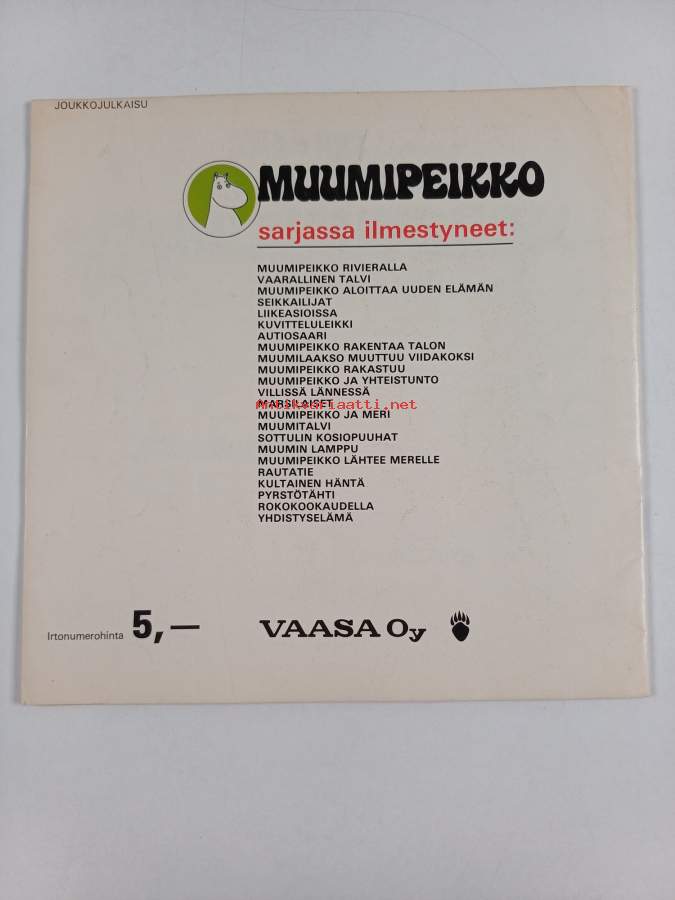 JOUKKOJULKAISU
MUUMIPEIKKO
sarjassa ilmestyneet:
MUUMIPEIKKO RIVIERALLA
VAARALLINEN TALVI
MUUMIPEIKKO ALOITTAA UUDEN ELÄMÄN
SEIKKAILIJAT
LIIKEASIOISSA
KUVITTELULEIKKI
AUTIOSAARI
MUUMIPEIKKO RAKENTAA TALON
MUUMILAAKSO MUUTTUU VIIDAKOKSI
MUUMIPEIKKO RAKASTUU
MUUMIPEIKKO JA YHTEISTUNTO
VILLISSÄ LÄNNESSÄ
MARSILAISET
Antikvariaatti.net
MUUMIPEIKKO JA MERI
MUUMITALVI
SOTTULIN KOSIOPUUHAT
MUUMIN LAMPPU
MUUMIPEIKKO LÄHTEE MERELLE
RAUTATIE
KULTAINEN HÄNTÄ
PYRSTÖTÄHTI
ROKOKOOKAUDELLA
YHDISTYSELÄMÄ
Irtonumerohinta 5,—
VAASA Oy